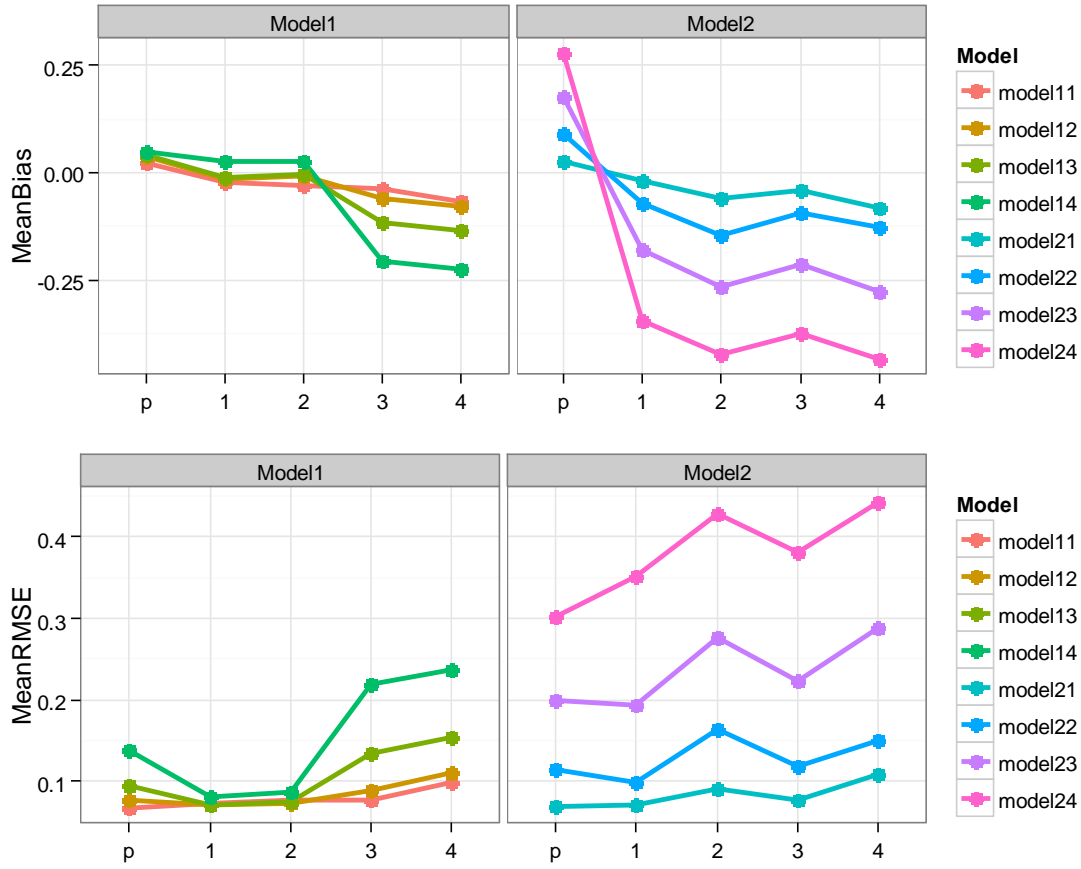 Model1 Model2
MeanBias
0.25
0.00
-0.25
p 1 2 3 4 p 1 2 3 4
Model
model11
model12
model13
model14
model21
model22
model23
model24
Model1 Model2
MeanRMSE
0.4
0.3
0.2
0.1
p 1 2 3 4 p 1 2 3 4
Model
model11
model12
model13
model14
model21
model22
model23
model24